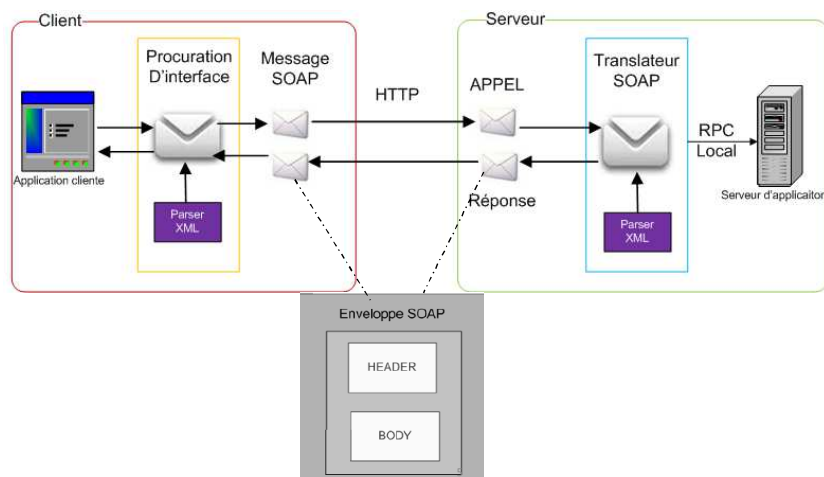 Client
Serveur
Procuration
D'interface
Message
SOAP
HTTP
APPEL
Translateur
SOAP
RPC
Local
Application cliente
Parser
XML
Réponse
Parser
XML
Serveur d'applicaiton
Enveloppe SOAP
HEADER
BODY